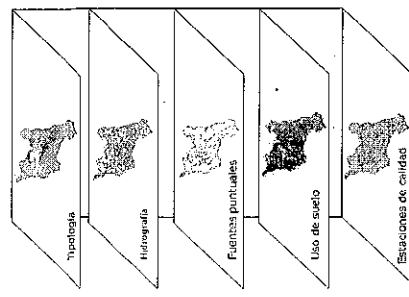 Tipología
Hidrografía
Fuentes puntuales
Uso de suelo
Estaciones de calidad